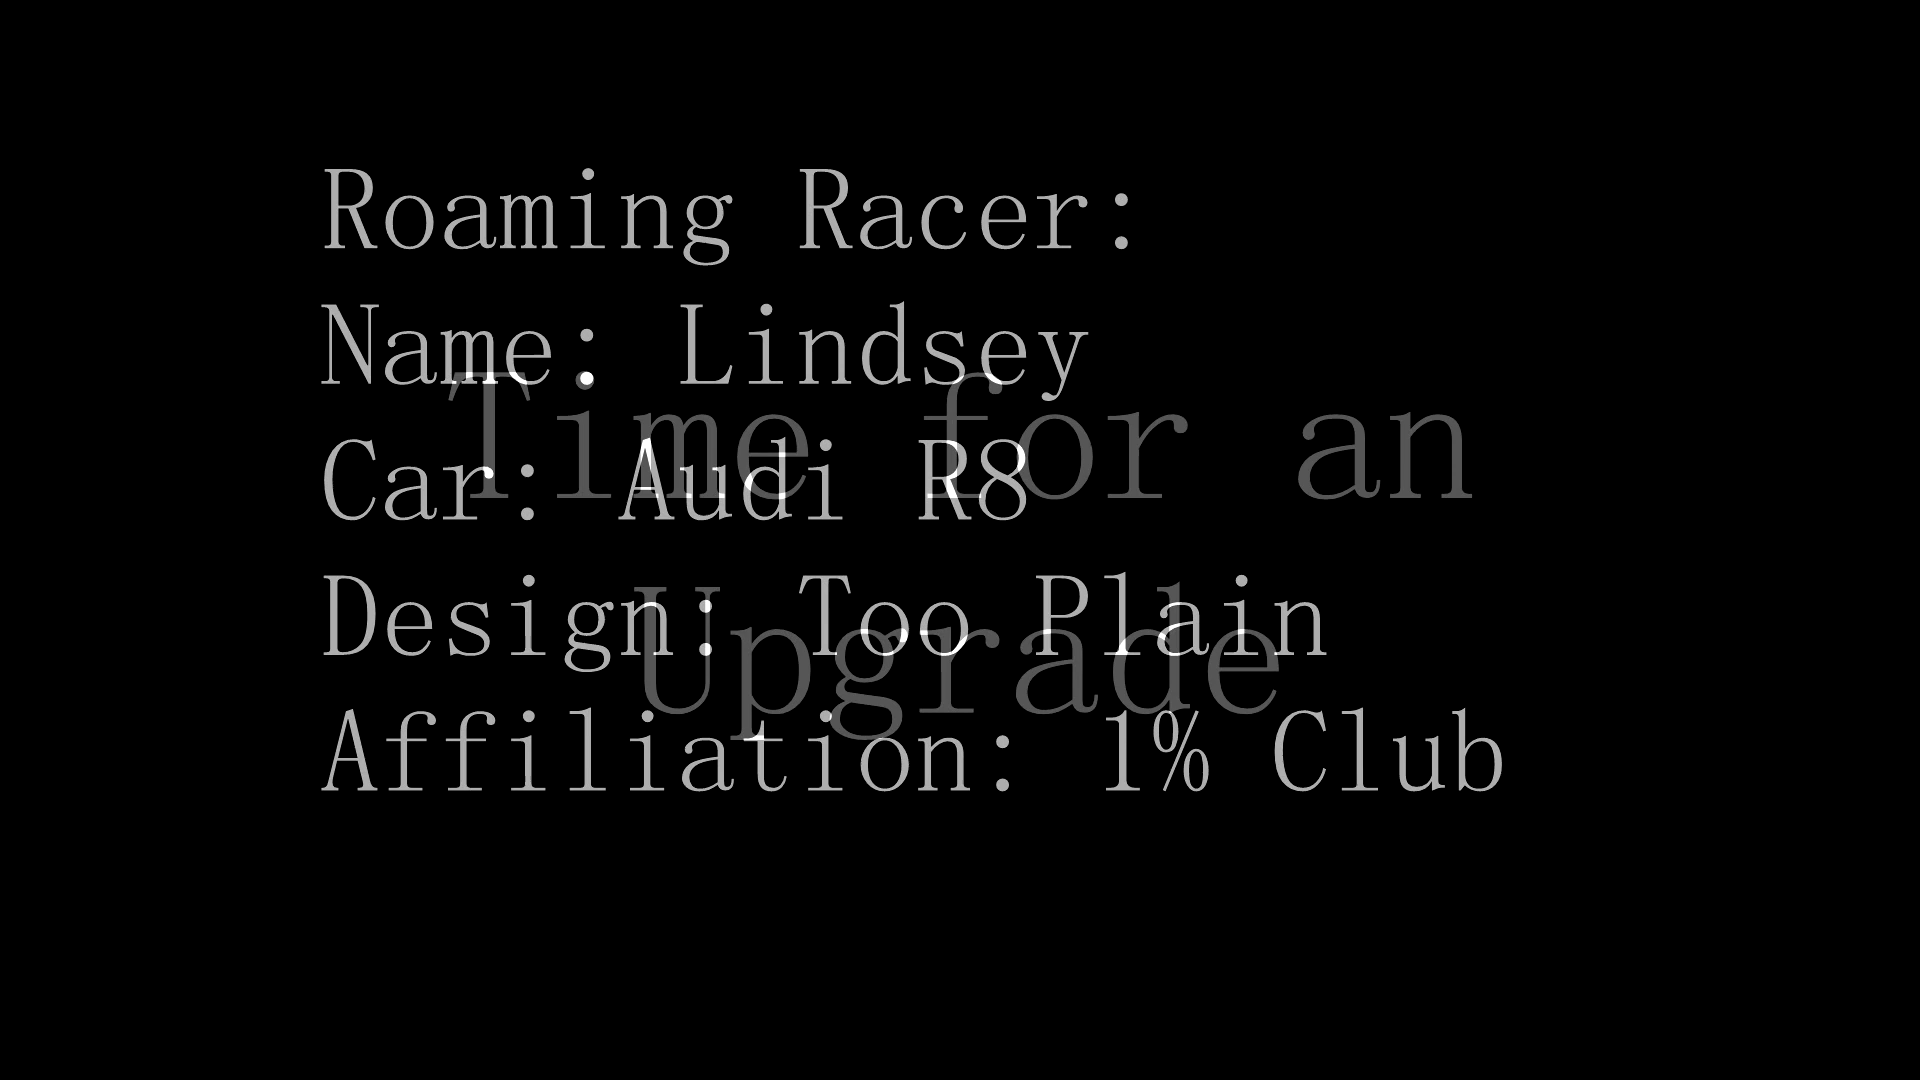 Roaming Racer:
Name: Lindsey
Car: Audi R8
Design: Too Plain
Affiliation: 1% Club
Time for an
Upgrade